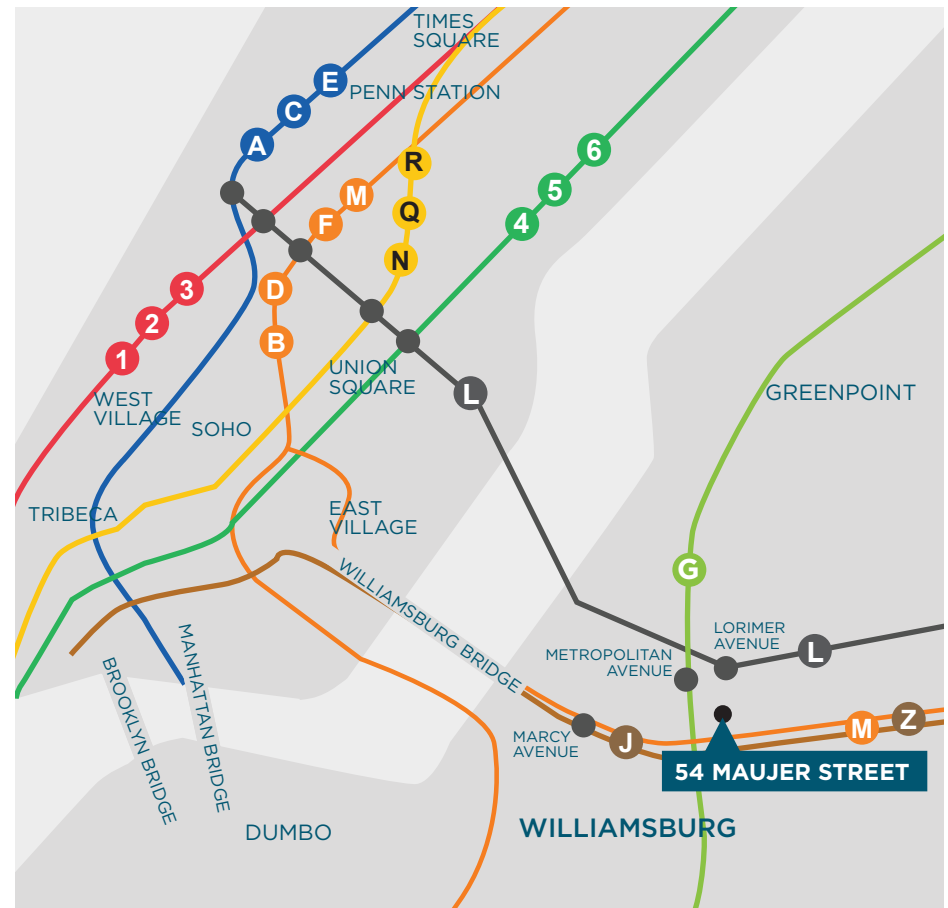 TIMES
SQUARE
E
PENN STATION
C
A
6
R
M
5
Q
F
4
N
D
3
2
B
1
UNION
SQUARE
L
GREENPOINT
WEST
VILLAGE
SOHO
TRIBECA
EAST
VILLAGE
G
WILLIAMSBURG BRIDGE
MANHATTAN BRIDGE
BROOKLYN BRIDGE
LORIMER
AVENUE
METROPOLITAN
AVENUE
L
MARCY
AVENUE
J
M
Z
54 MAUJER STREET
DUMBO
WILLIAMSBURG